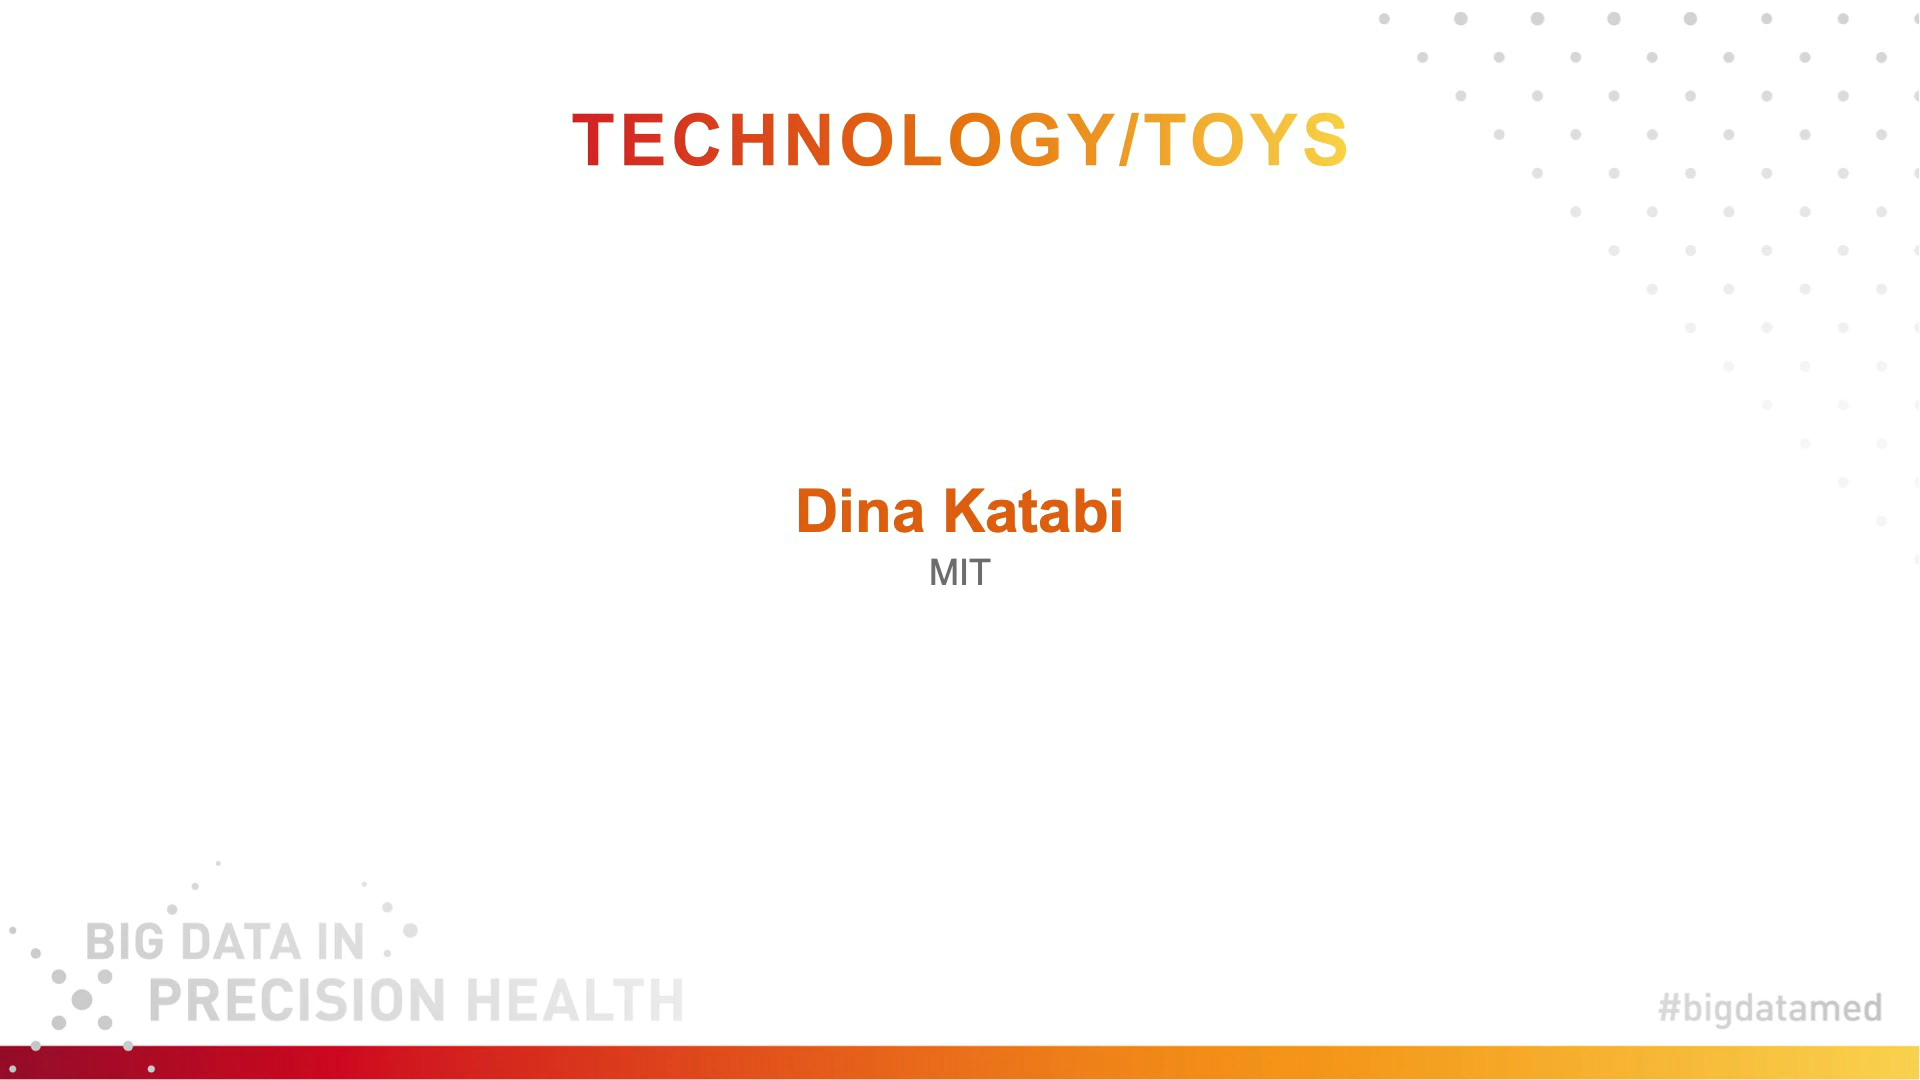 TECHNOLOGY/TOYS
Dina Katabi
MIT
BIG DATA IN
PRECISION HEALTH
#bigdatamed